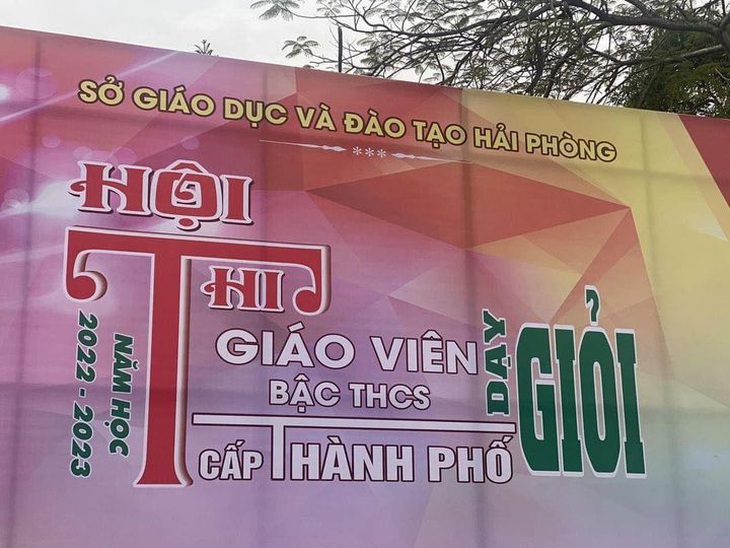 SỞ GIÁO DỤC VÀ ĐÀO TẠO HẢI PHÒNG
***
HỘI
THI
GIÁO VIÊN
DẠY
GIỎI
BẬC THCS
CẤP THÀNH PHỐ
NĂM HỌC
2022 - 2023